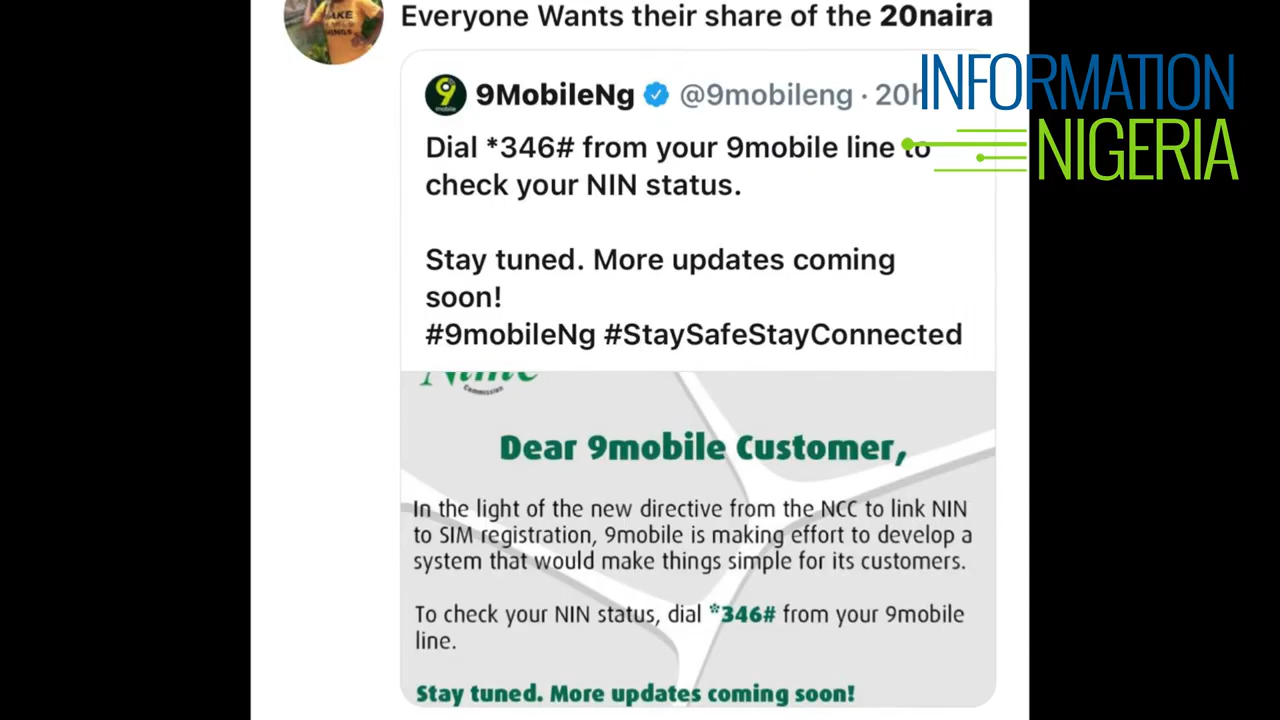 Everyone Wants their share of the 20naira
9MobileNg @9mobileng · 20h
INFORMATION
NIGERIA
Dial *346# from your 9mobile line to
check your NIN status.
Stay tuned. More updates coming
soon!
#9mobileNg #StaySafeStayConnected
Commission
Dear 9mobile Customer,
In the light of the new directive from the NCC to link NIN
to SIM registration, 9mobile is making effort to develop a
system that would make things simple for its customers.
To check your NIN status, dial *346# from your 9mobile
line.
Stay tuned. More updates coming soon!